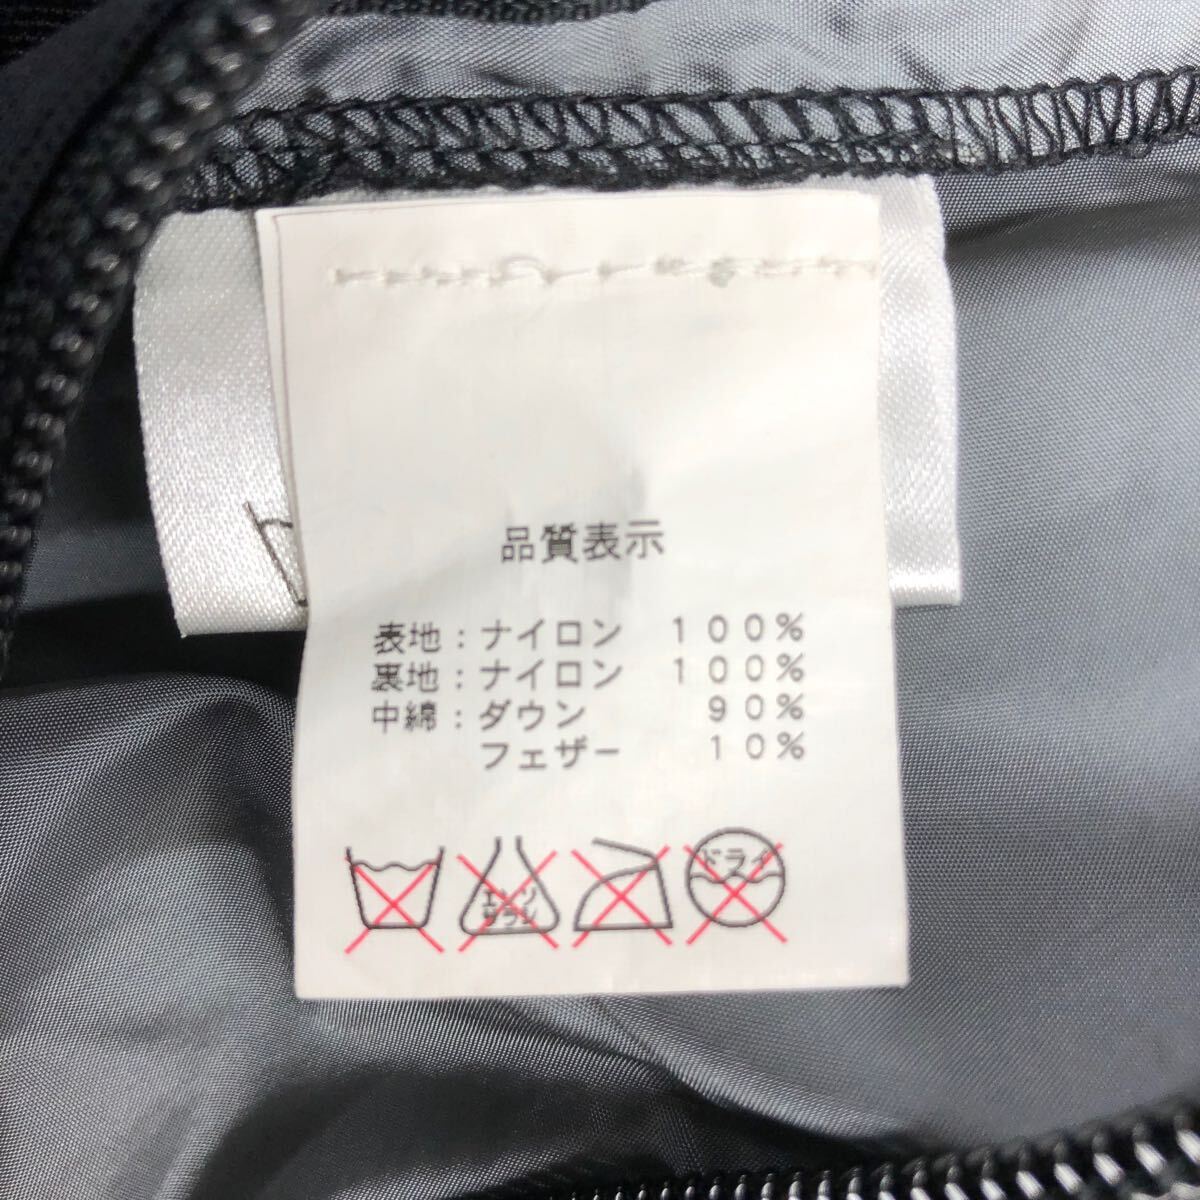 品質表示
表地：ナイロン　１００％
裏地：ナイロン　１００％
中綿：ダウン　９０％
フェザー　１０％
エンソ
サラシ
ドライ